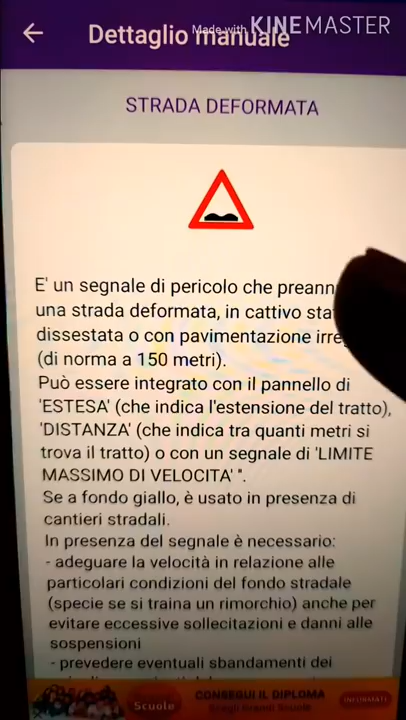 Made with KINEMASTER
Dettaglio manuale
STRADA DEFORMATA
E' un segnale di pericolo che
una strada deformata, in cattivo
dissestata o con pavimentazione
(di norma a 150 metri).
Può essere integrato con il pannello di
'ESTESA' (che indica l'estensione del tratto),
'DISTANZA' (che indica tra quanti metri si
trova il tratto) o con un segnale di 'LIMITE
MASSIMO DI VELOCITA' ".
Se a fondo giallo, è usato in presenza di
cantieri stradali.
In presenza del segnale è necessario:
- adeguare la velocità in relazione alle
particolari condizioni del fondo stradale
(specie se si traina un rimorchio) anche per
evitare eccessive sollecitazioni e danni alle
sospensioni
- prevedere eventuali sbandamenti dei
Scuole
CONSEGUI IL DIPLOMA
Scegli Grandi Scuole
INFORMATI